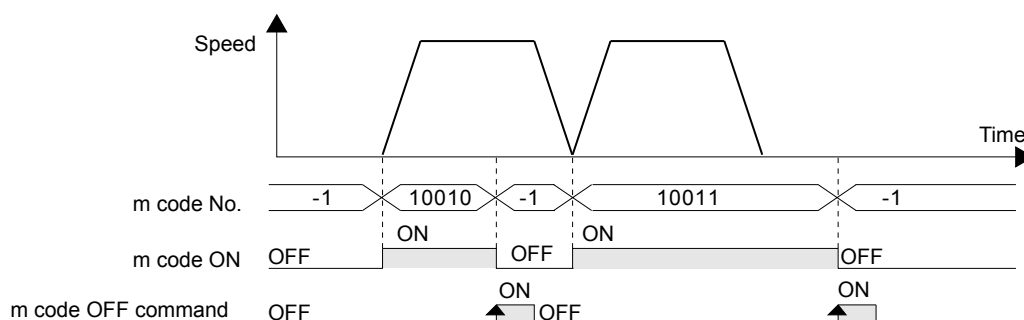 Speed
Time
m code No. -1 10010 -1 10011 -1
ON ON
m code ON OFF OFF OFF
ON ON
m code OFF command OFF OFF